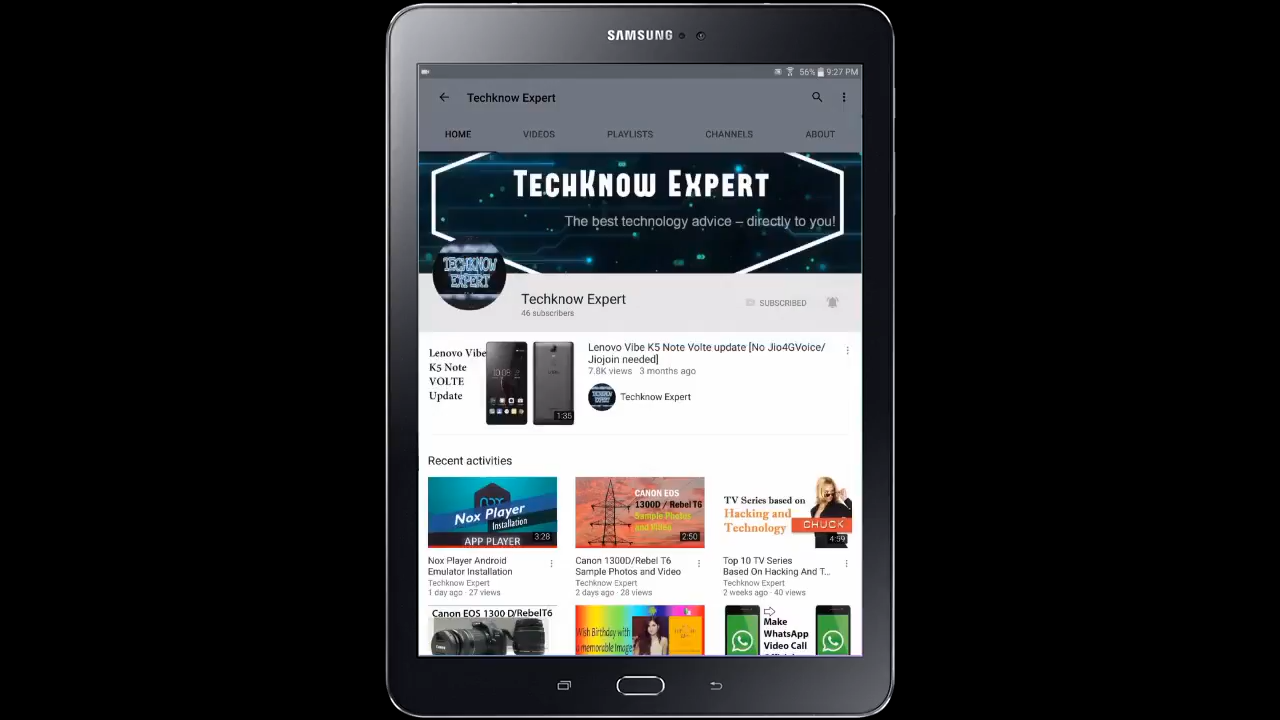 SAMSUNG
56% 9:27 PM
Techknow Expert
HOME VIDEOS PLAYLISTS CHANNELS ABOUT
TECHKNOW EXPERT
The best technology advice – directly to you!
TECHKNOW
EXPERT
Techknow Expert
46 subscribers
SUBSCRIBED
Lenovo Vibe
K5 Note
VOLTE
Update
1:35
Lenovo Vibe K5 Note Volte update [No Jio4GVoice/
Jiojoin needed]
7.8K views 3 months ago
Techknow Expert
Recent activities
NOX
Nox Player
Installation
APP PLAYER
3:28
Nox Player Android
Emulator Installation
Techknow Expert
1 day ago · 27 views
CANON EOS
1300D / Rebel T6
Sample Photos
and Video
2:50
Canon 1300D/Rebel T6
Sample Photos and Video
Techknow Expert
2 days ago · 28 views
TV Series based on
Hacking and
Technology
CHUCK
4:59
Top 10 TV Series
Based On Hacking And T...
Techknow Expert
2 weeks ago · 40 views
Canon EOS 1300 D/RebelT6
Wish Birthday with
a memorable Image
Make
WhatsApp
Video Call